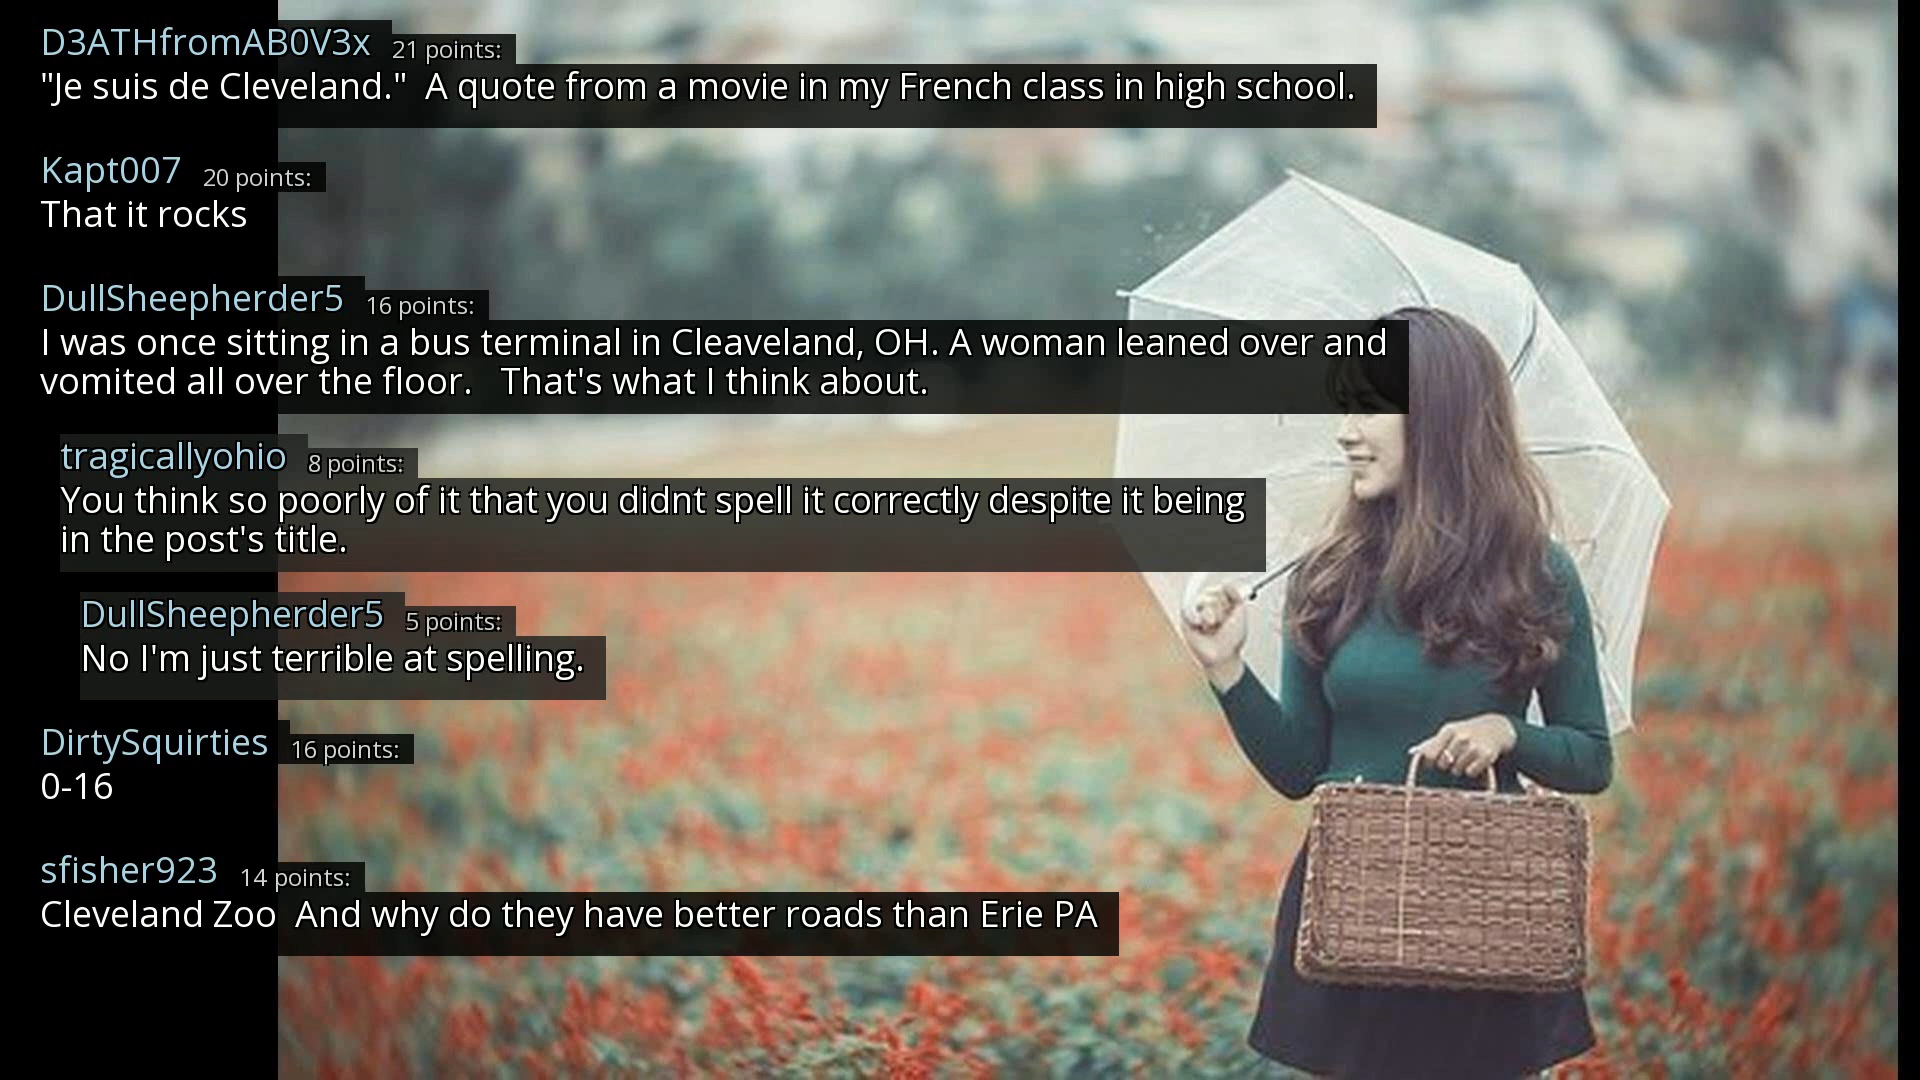 D3ATHfromAB0V3x 21 points:
"Je suis de Cleveland."  A quote from a movie in my French class in high school.
Kapt007 20 points:
That it rocks
DullSheepherder5 16 points:
I was once sitting in a bus terminal in Cleaveland, OH. A woman leaned over and
vomited all over the floor.   That's what I think about.
tragicallyohio 8 points:
You think so poorly of it that you didnt spell it correctly despite it being
in the post's title.
DullSheepherder5 5 points:
No I'm just terrible at spelling.
DirtySquirties 16 points:
0-16
sfisher923 14 points:
Cleveland Zoo  And why do they have better roads than Erie PA